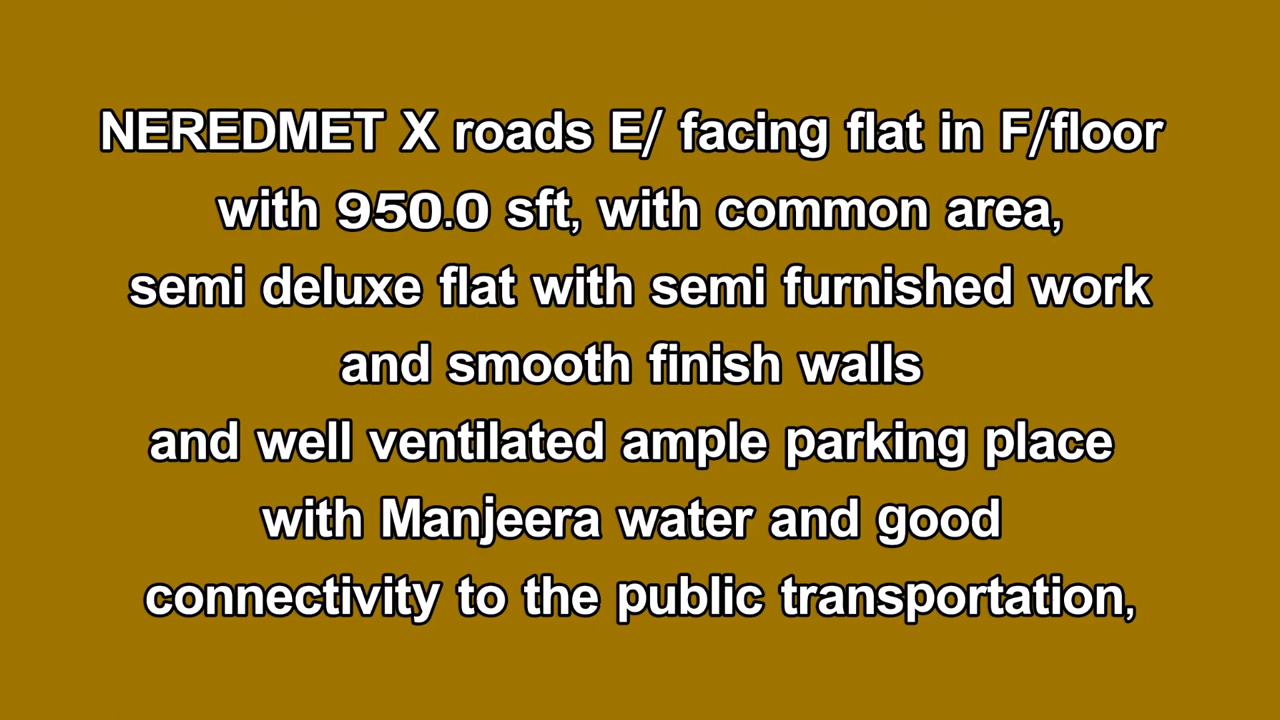 NEREDMET X roads E/ facing flat in F/floor
with 950.0 sft, with common area,
semi deluxe flat with semi furnished work
and smooth finish walls
and well ventilated ample parking place
with Manjeera water and good
connectivity to the public transportation,